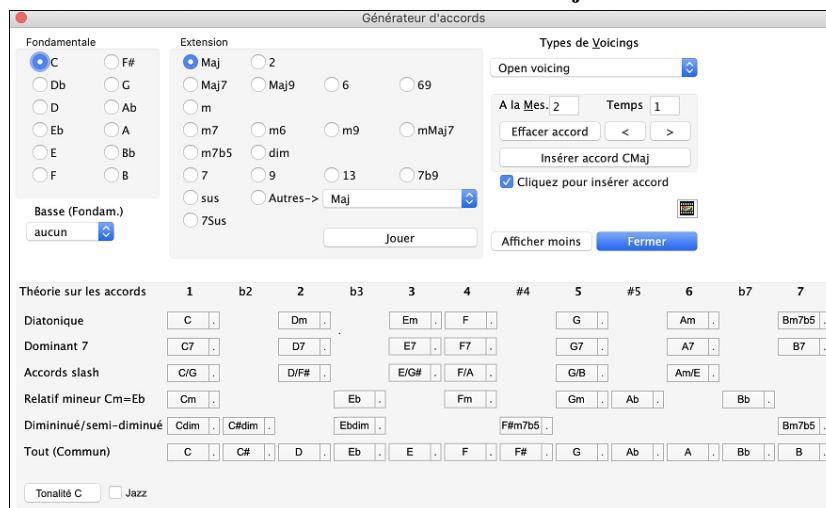 Générateur d'accords
Fondamentale
C F#
Db G
D Ab
Eb A
E Bb
F B
Basse (Fondam.)
aucun
Extension
Maj 2
Maj7 Maj9 6 69
m
m7 m6 m9 mMaj7
m7b5 dim
7 9 13 7b9
sus Autres-> Maj
7Sus
Jouer
Types de Voicings
Open voicing
A la Mes. 2 Temps 1
Effacer accord < >
Insérer accord CMaj
Cliquez pour insérer accord
Afficher moins Fermer
Théorie sur les accords 1 b2 2 b3 3 4 #4 5 #5 6 b7 7
Diatonique C . Dm . Em . F . G . Am . Bm7b5 .
Dominant 7 C7 . D7 . E7 . F7 . G7 . A7 . B7 .
Accords slash C/G . D/F# . E/G# . F/A . G/B . Am/E .
Relatif mineur Cm=Eb Cm . Eb . Fm . Gm . Ab . Bb .
Dimininué/semi-diminué Cdim . C#dim . Ebdim . F#m7b5 . Bm7b5 .
Tout (Commun) C . C# . D . Eb . E . F . F# . G . Ab . A . Bb . B .
Tonalité C Jazz